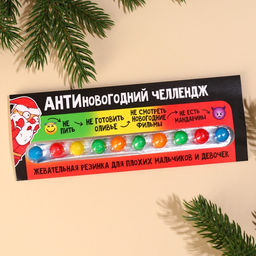 АНТИНОВОГОДНИЙ ЧЕЛЛЕНДЖ
НЕ ПИТЬ
НЕ ГОТОВИТЬ ОЛИВЬЕ
НЕ СМОТРЕТЬ НОВОГОДНИЕ ФИЛЬМЫ
НЕ ЕСТЬ МАНДАРИНЫ
ЖЕВАТЕЛЬНАЯ РЕЗИНКА ДЛЯ ПЛОХИХ МАЛЬЧИКОВ И ДЕВОЧЕК